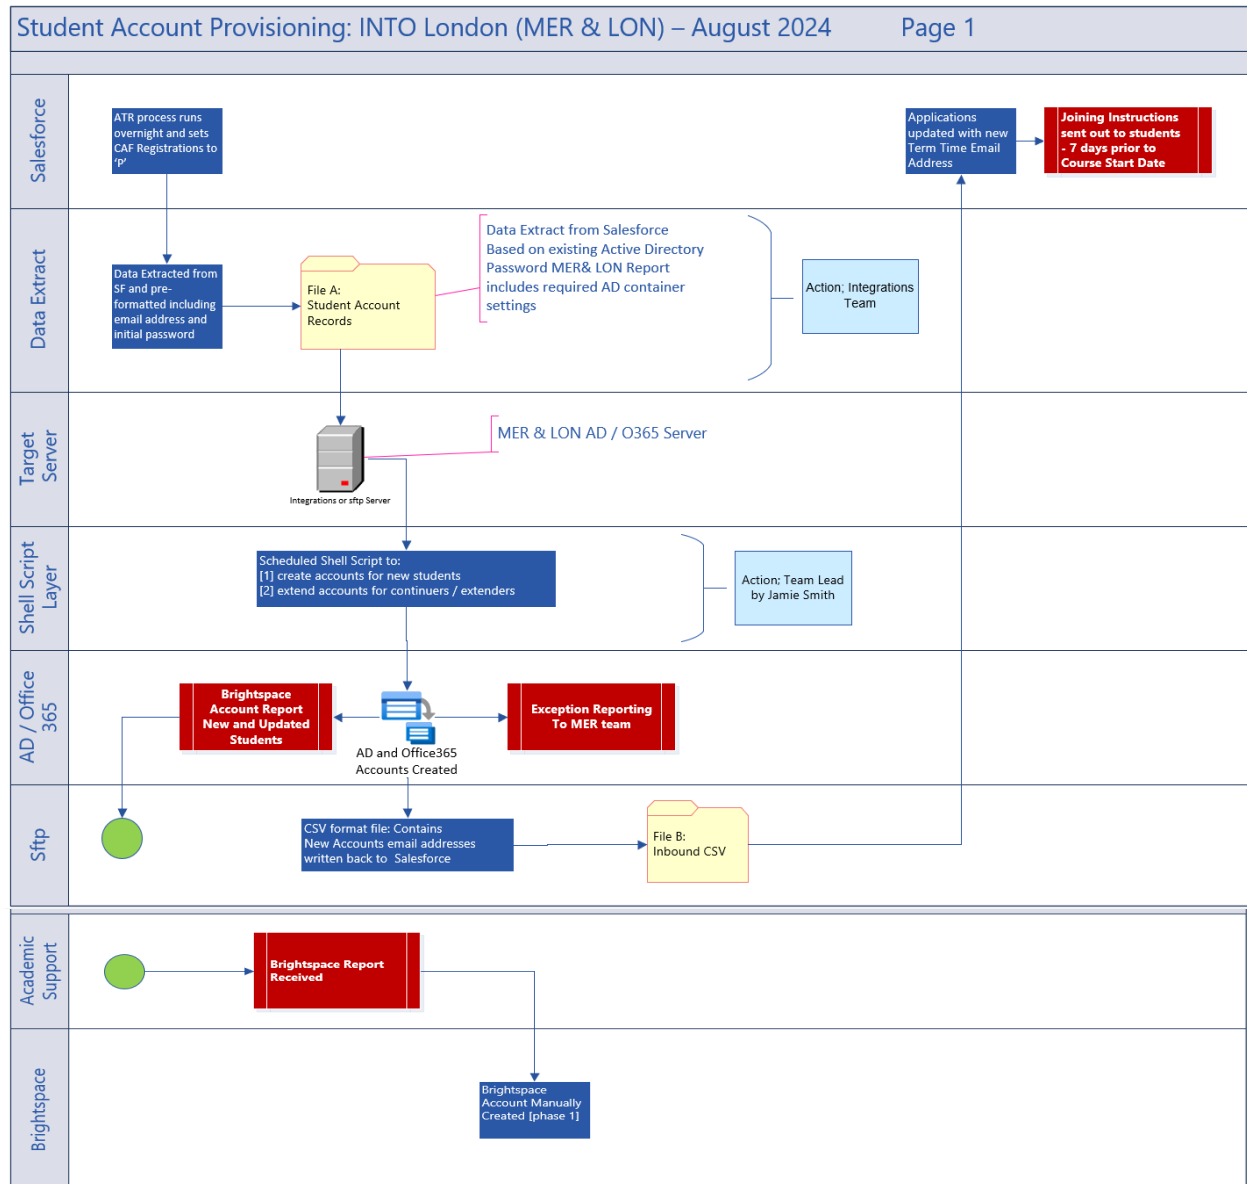 Student Account Provisioning: INTO London (MER & LON) – August 2024 Page 1
Salesforce
ATR process runs
overnight and sets
CAF Registrations to
‘P’
Applications
updated with new
Term Time Email
Address
Joining Instructions
sent out to students
- 7 days prior to
Course Start Date
Data Extract
Data Extracted from
SF and pre-
formatted including
email address and
initial password
File A:
Student Account
Records
Data Extract from Salesforce
Based on existing Active Directory
Password MER& LON Report
includes required AD container
settings
Action; Integrations
Team
Target
Server
Integrations or sftp Server
MER & LON AD / O365 Server
Shell Script
Layer
Scheduled Shell Script to:
[1] create accounts for new students
[2] extend accounts for continuers / extenders
Action; Team Lead
by Jamie Smith
AD / Office
365
Brightspace
Account Report
New and Updated
Students
AD and Office365
Accounts Created
Exception Reporting
To MER team
Sftp
CSV format file: Contains
New Accounts email addresses
written back to Salesforce
File B:
Inbound CSV
Academic
Support
Brightspace Report
Received
Brightspace
Brightspace
Account Manually
Created [phase 1]